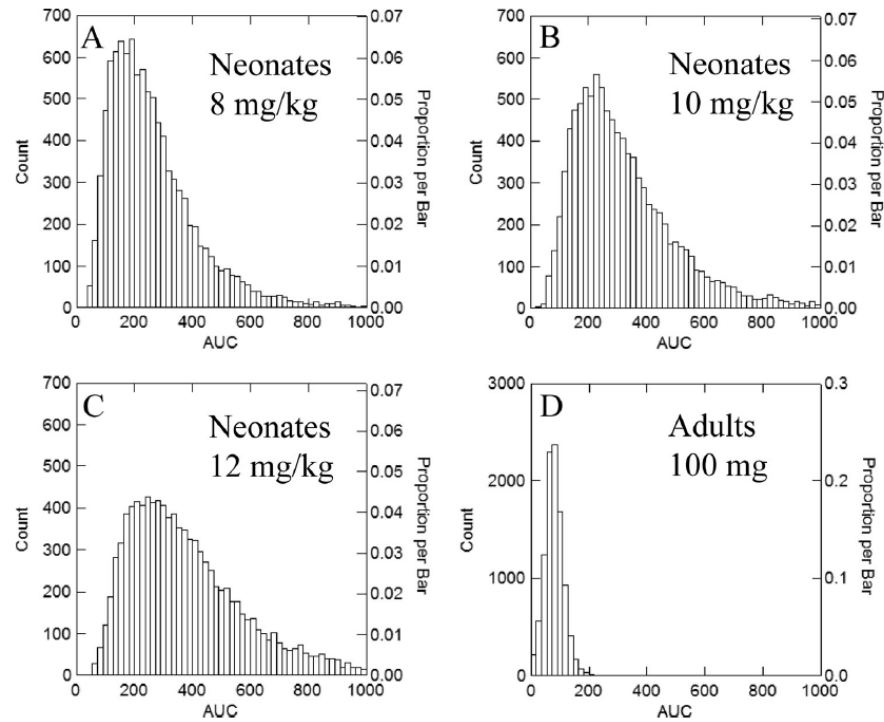 A
Neonates
8 mg/kg
700
600
500
400
300
200
100
0
Count
0.07
0.06
0.05
0.04
0.03
0.02
0.01
0.00
Proportion per Bar
0 200 400 600 800 1000
AUC
B
Neonates
10 mg/kg
700
600
500
400
300
200
100
0
Count
0.07
0.06
0.05
0.04
0.03
0.02
0.01
0.00
Proportion per Bar
0 200 400 600 800 1000
AUC
C
Neonates
12 mg/kg
700
600
500
400
300
200
100
0
Count
0.07
0.06
0.05
0.04
0.03
0.02
0.01
0.00
Proportion per Bar
0 200 400 600 800 1000
AUC
D
Adults
100 mg
3000
2000
1000
0
Count
0.3
0.2
0.1
0.0
Proportion per Bar
0 200 400 600 800 1000
AUC